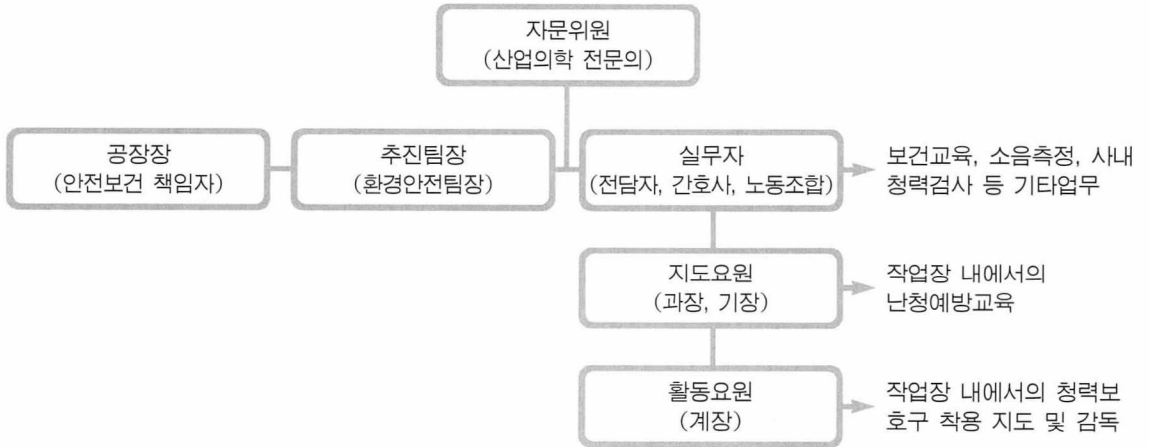 자문위원
(산업의학 전문의)
공장장
(안전보건 책임자)
추진팀장
(환경안전팀장)
실무자
(전담자, 간호사, 노동조합)
보건교육, 소음측정, 사내
청력검사 등 기타업무
지도요원
(과장, 기장)
작업장 내에서의
난청예방교육
활동요원
(계장)
작업장 내에서의 청력보
호구 착용 지도 및 감독